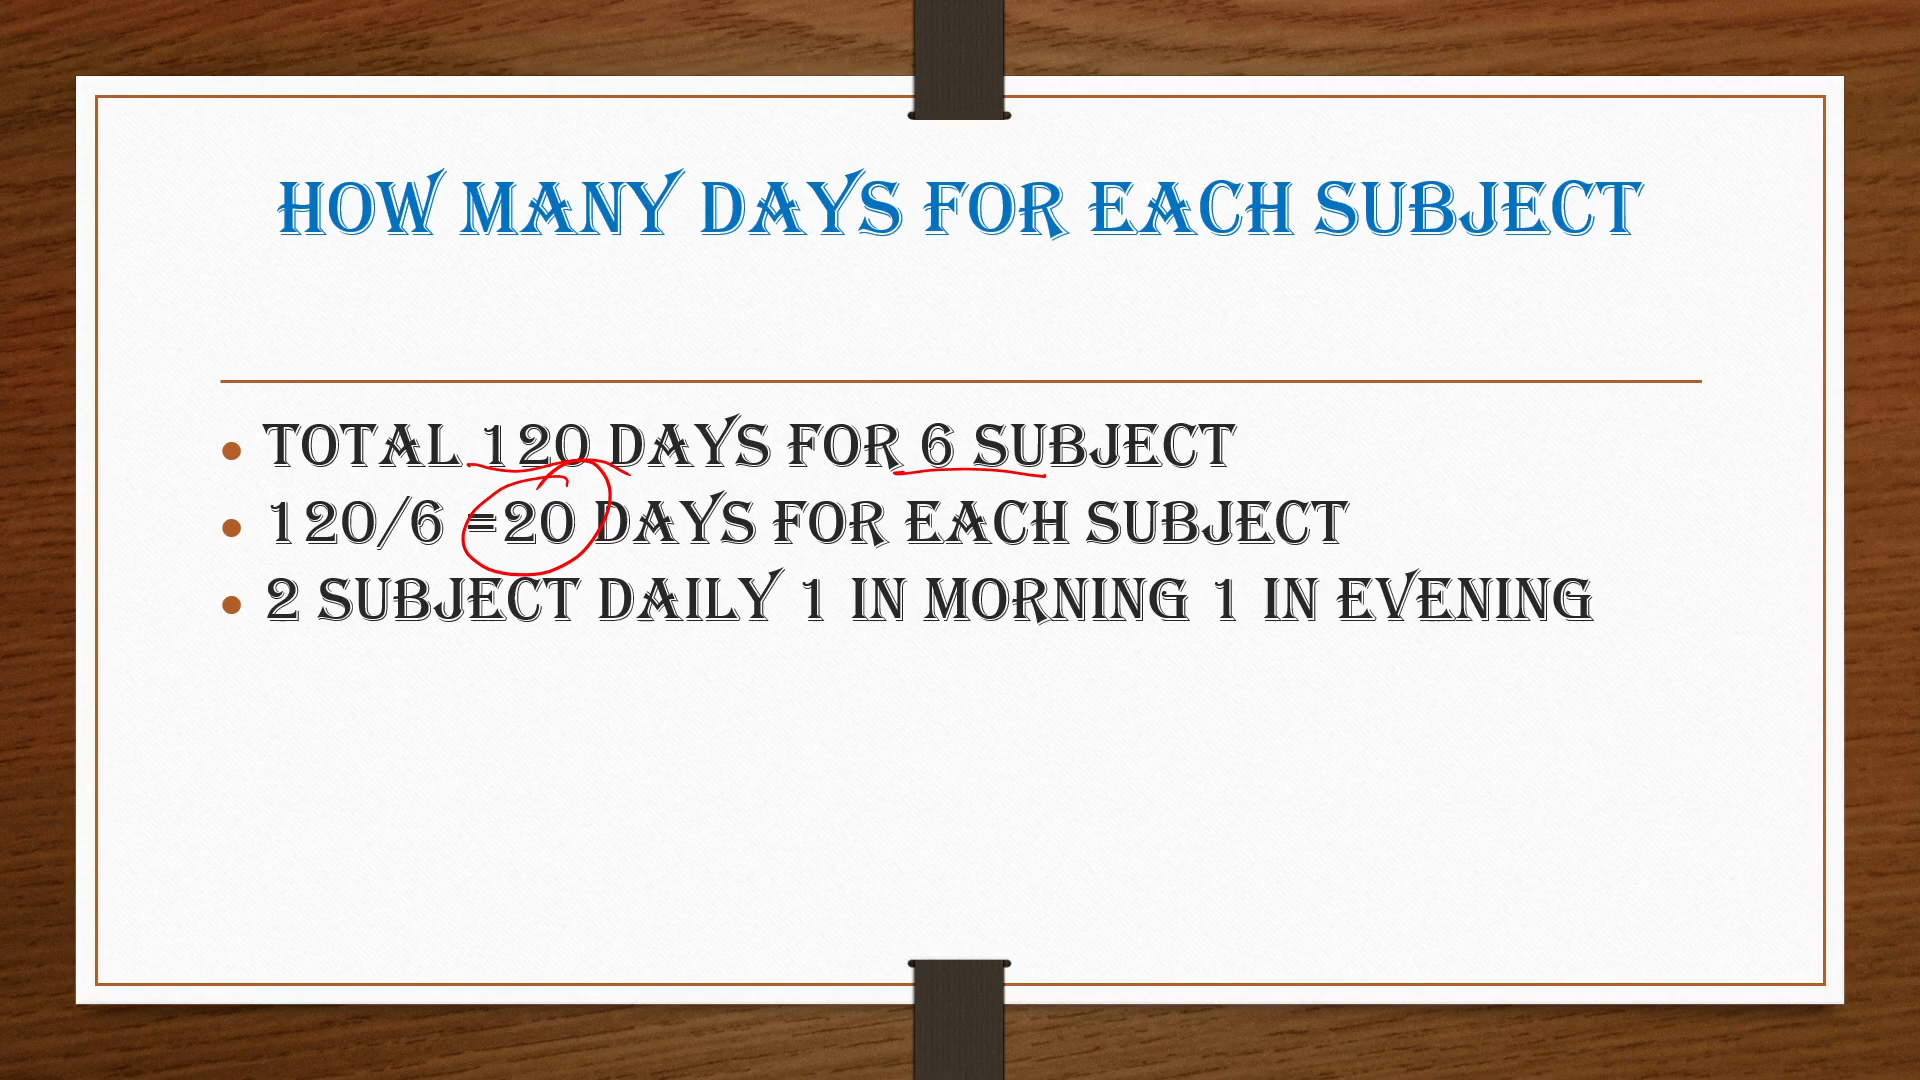 HOW MANY DAYS FOR EACH SUBJECT
• TOTAL 120 DAYS FOR 6 SUBJECT
• 120/6 =20 DAYS FOR EACH SUBJECT
• 2 SUBJECT DAILY 1 IN MORNING 1 IN EVENING